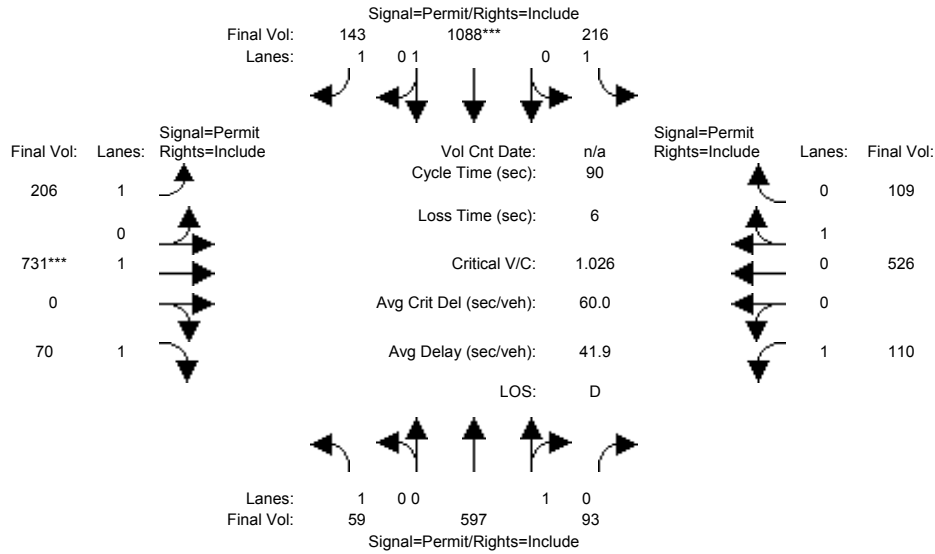 Signal=Permit/Rights=Include
Final Vol: 143 1088*** 216
Lanes: 1 0 1 0 1
Signal=Permit Signal=Permit
Final Vol: Lanes: Rights=Include Vol Cnt Date: n/a Rights=Include Lanes: Final Vol:
Cycle Time (sec): 90
206 1 0 109
Loss Time (sec): 6
0 1
731*** 1 Critical V/C: 1.026 0 526
0 Avg Crit Del (sec/veh): 60.0 0
70 1 Avg Delay (sec/veh): 41.9 1 110
LOS: D
Lanes: 1 0 0 1 0
Final Vol: 59 597 93
Signal=Permit/Rights=Include